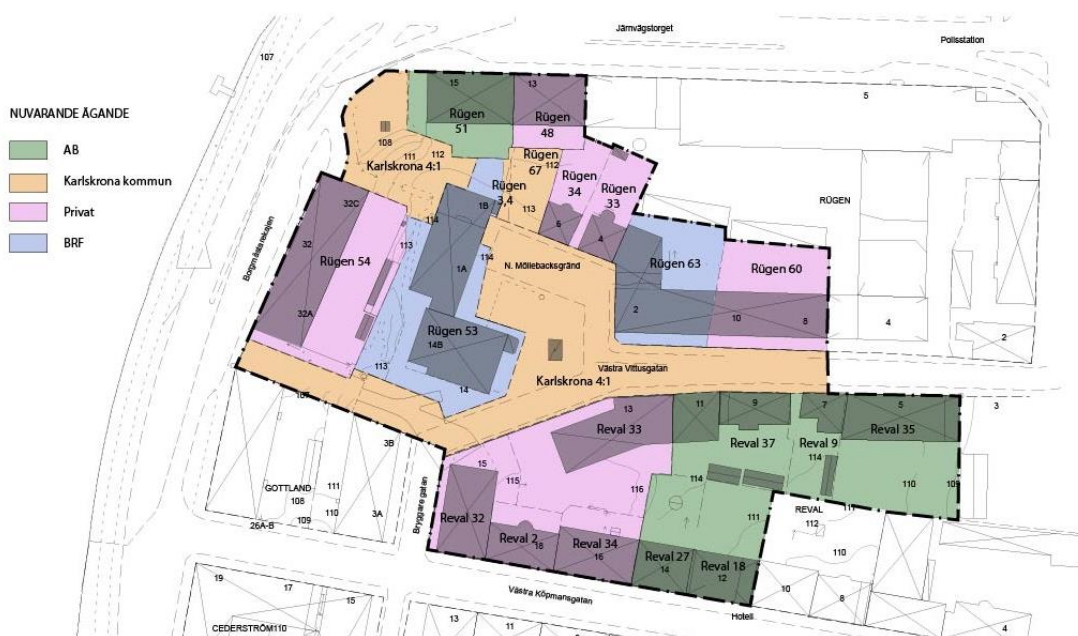 Järnvägstorget
Polisstation
107
NUVARANDE ÄGANDE
AB
Karlskrona kommun
Privat
BRF
15
13
5
Rügen
51
Rügen
48
108
111
112
Karlskrona 4:1
Rügen
67
112
Rügen
3,4
113
Rügen
34
Rügen
33
RÜGEN
32C
114
1B
6
4
Borgmästarekajen
32
Rügen 54
113
1A
114
N. Möllebacksgränd
Rügen 63
Rügen 60
32A
Rügen 53
14B
2
10
8
4
2
113
14
Västra Vittusgatan
Karlskrona 4:1
107
13
11
9
7
5
3
3B
Reval 33
Reval 37
Reval 9
114
Reval 35
15
115
116
114
110
109
GOTTLAND
111
108
110
109
3A
26A-B
Bryggaregatan
111
REVAL
112
111
110
Reval 32
Reval 2
18
Reval 34
16
Reval 27
14
Reval 18
12
10
8
19
17
15
Västra Köpmansgatan
Hotell
13
11
4
CEDERSTRÖM110